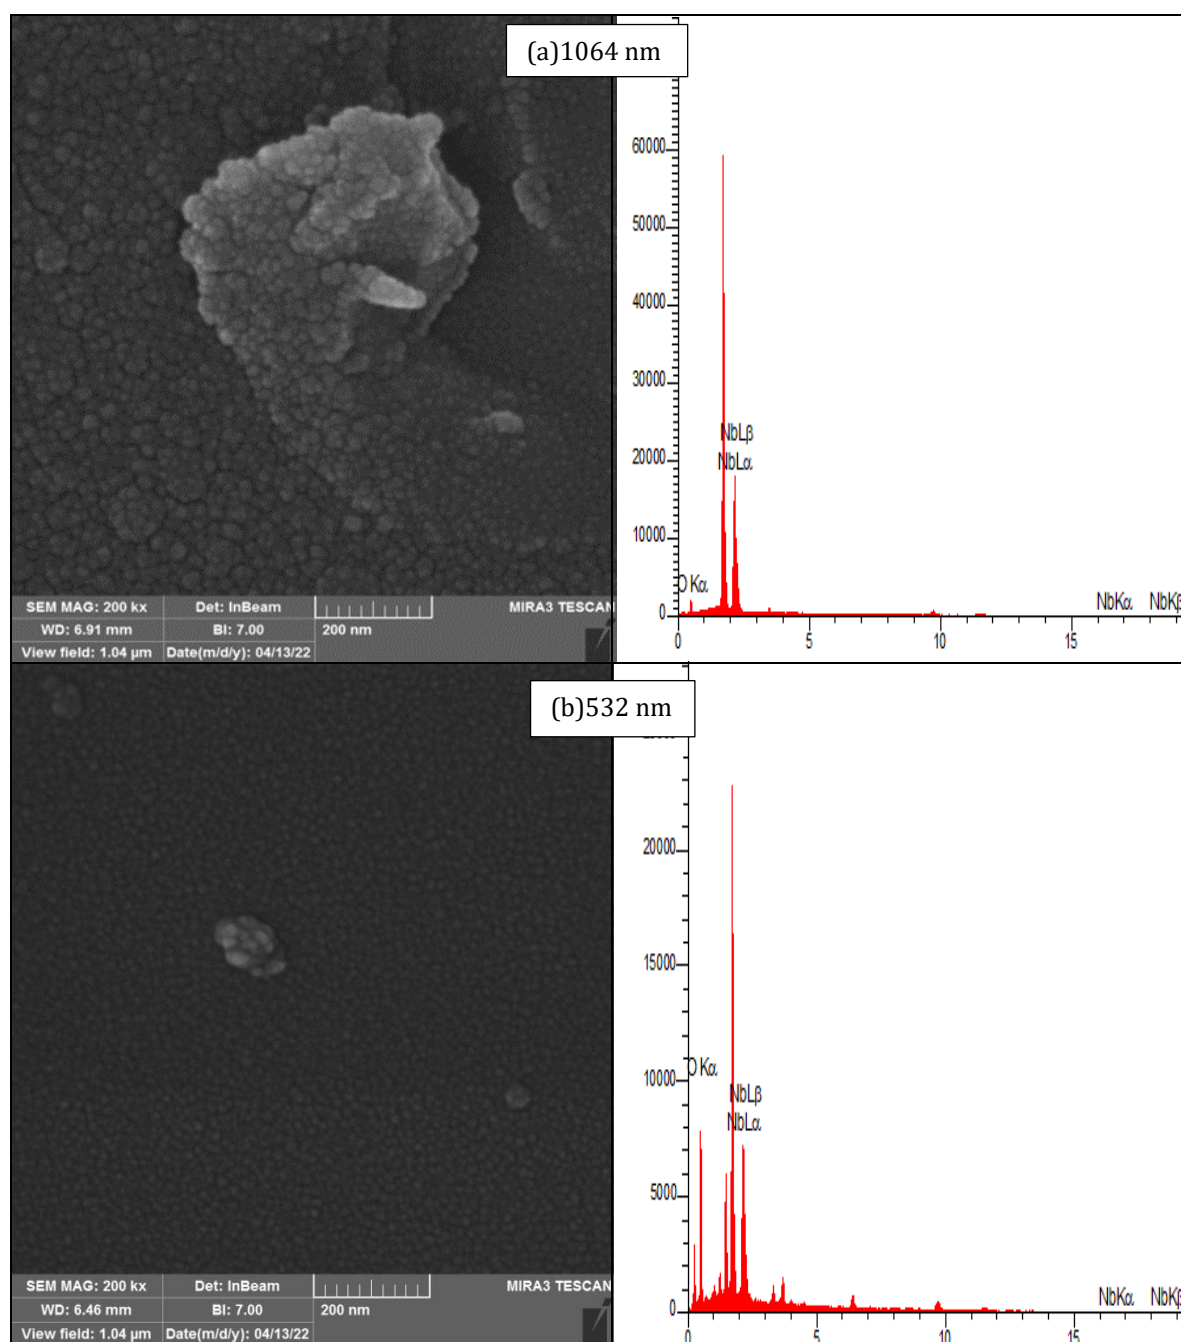 (a)1064 nm
60000
50000
40000
30000
20000
10000
0
NbLβ
NbLα
O Kα
NbKα
NbKβ
0
5
10
15
SEM MAG: 200 kx
Det: InBeam
MIRA3 TESCAN
WD: 6.91 mm
BI: 7.00
200 nm
View field: 1.04 µm
Date(m/d/y): 04/13/22
(b)532 nm
20000
15000
10000
5000
0
O Kα
NbLβ
NbLα
NbKα
NbKβ
0
5
10
15
SEM MAG: 200 kx
Det: InBeam
MIRA3 TESCAN
WD: 6.46 mm
BI: 7.00
200 nm
View field: 1.04 µm
Date(m/d/y): 04/13/22